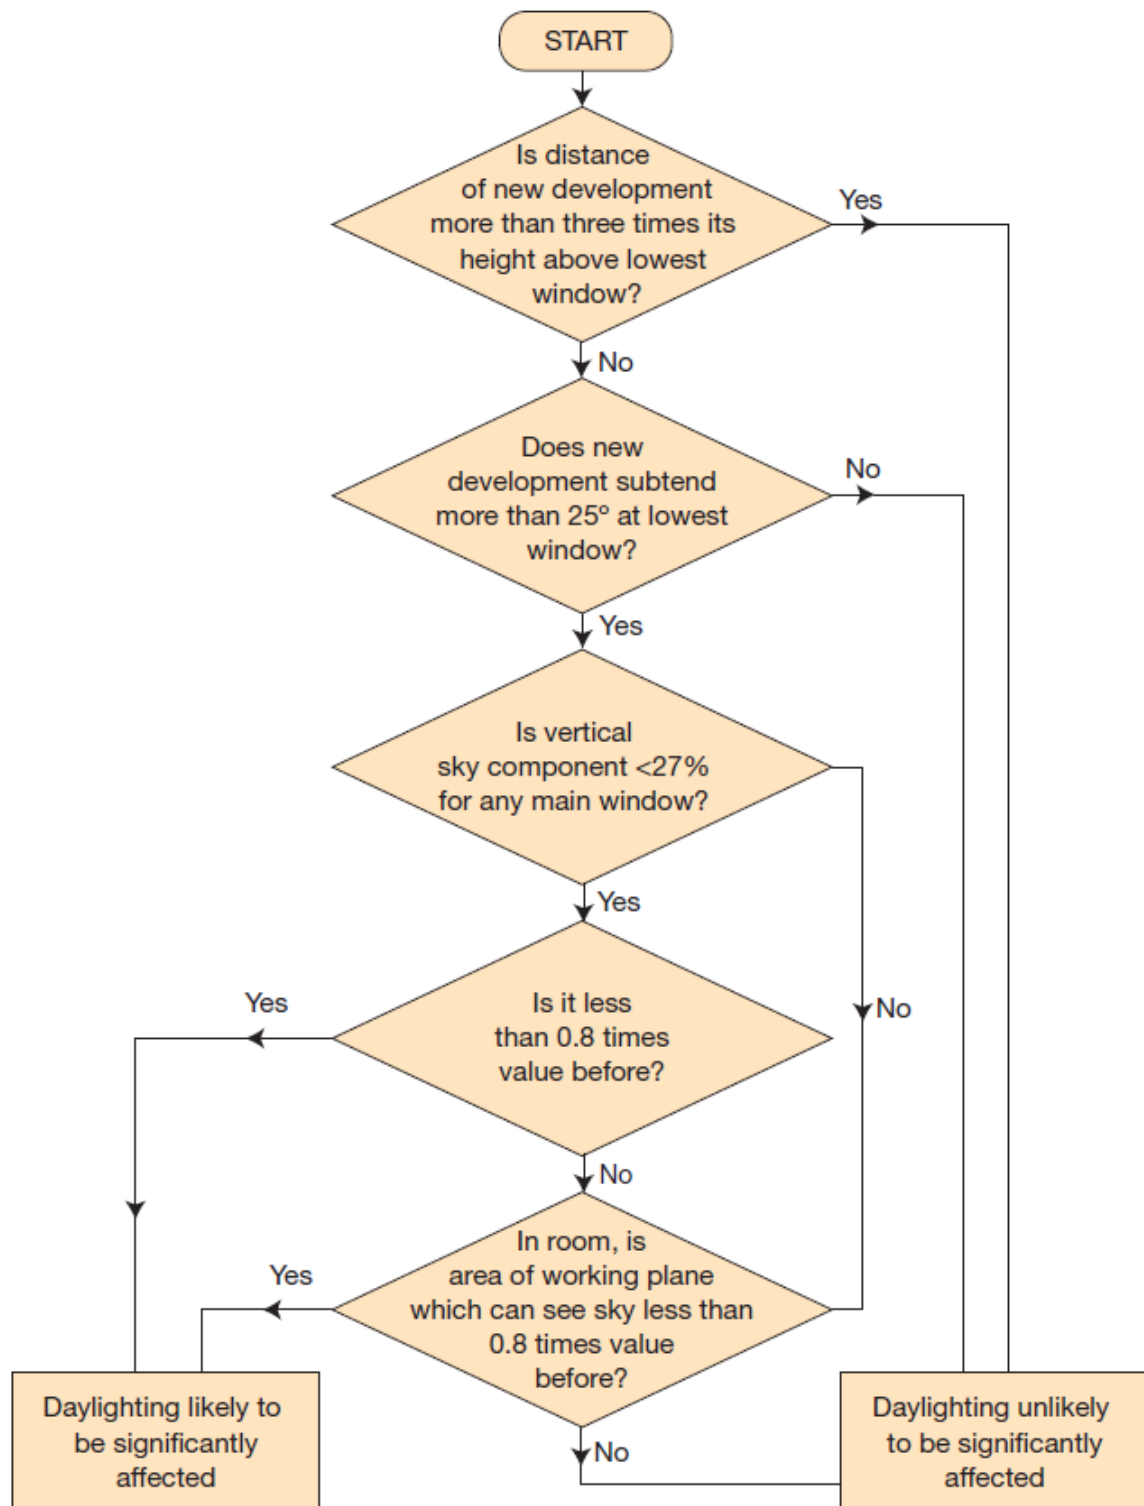 START
Is distance
of new development
more than three times its
height above lowest
window?
Yes
No
Does new
development subtend
more than 25º at lowest
window?
No
Yes
Is vertical
sky component <27%
for any main window?
Yes
No
Is it less
than 0.8 times
value before?
Yes
No
In room, is
area of working plane
which can see sky less than
0.8 times value
before?
Yes
No
Daylighting likely to
be significantly
affected
Daylighting unlikely
to be significantly
affected